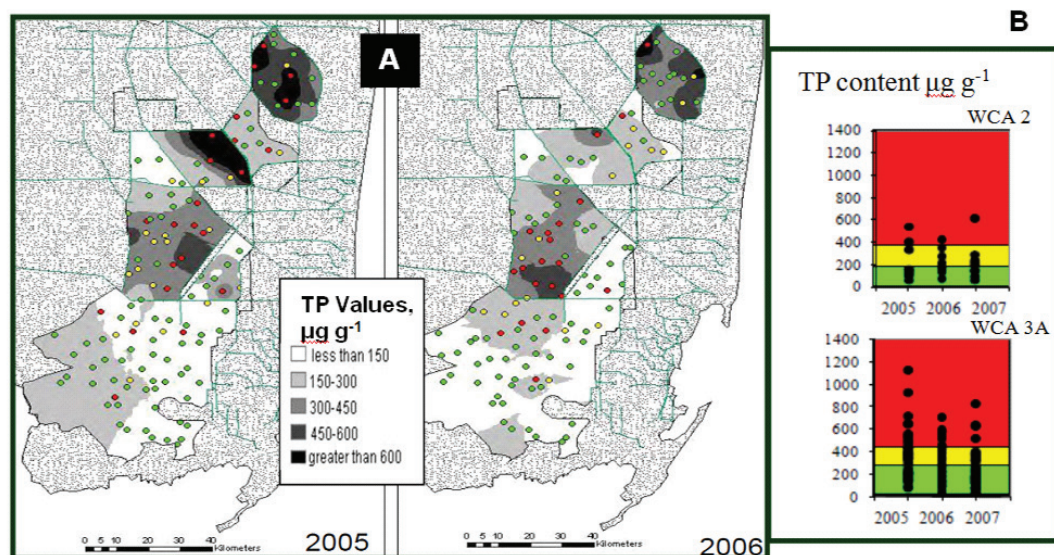 A
TP Values,
µg g-1
less than 150
150-300
300-450
450-600
greater than 600
0 5 10 20 30 40
Kilometers
2005
0 5 10 20 30 40
Kilometers
2006
B
TP content µg g-1
WCA 2
1400
1200
1000
800
600
400
200
0
2005 2006 2007
WCA 3A
1400
1200
1000
800
600
400
200
0
2005 2006 2007